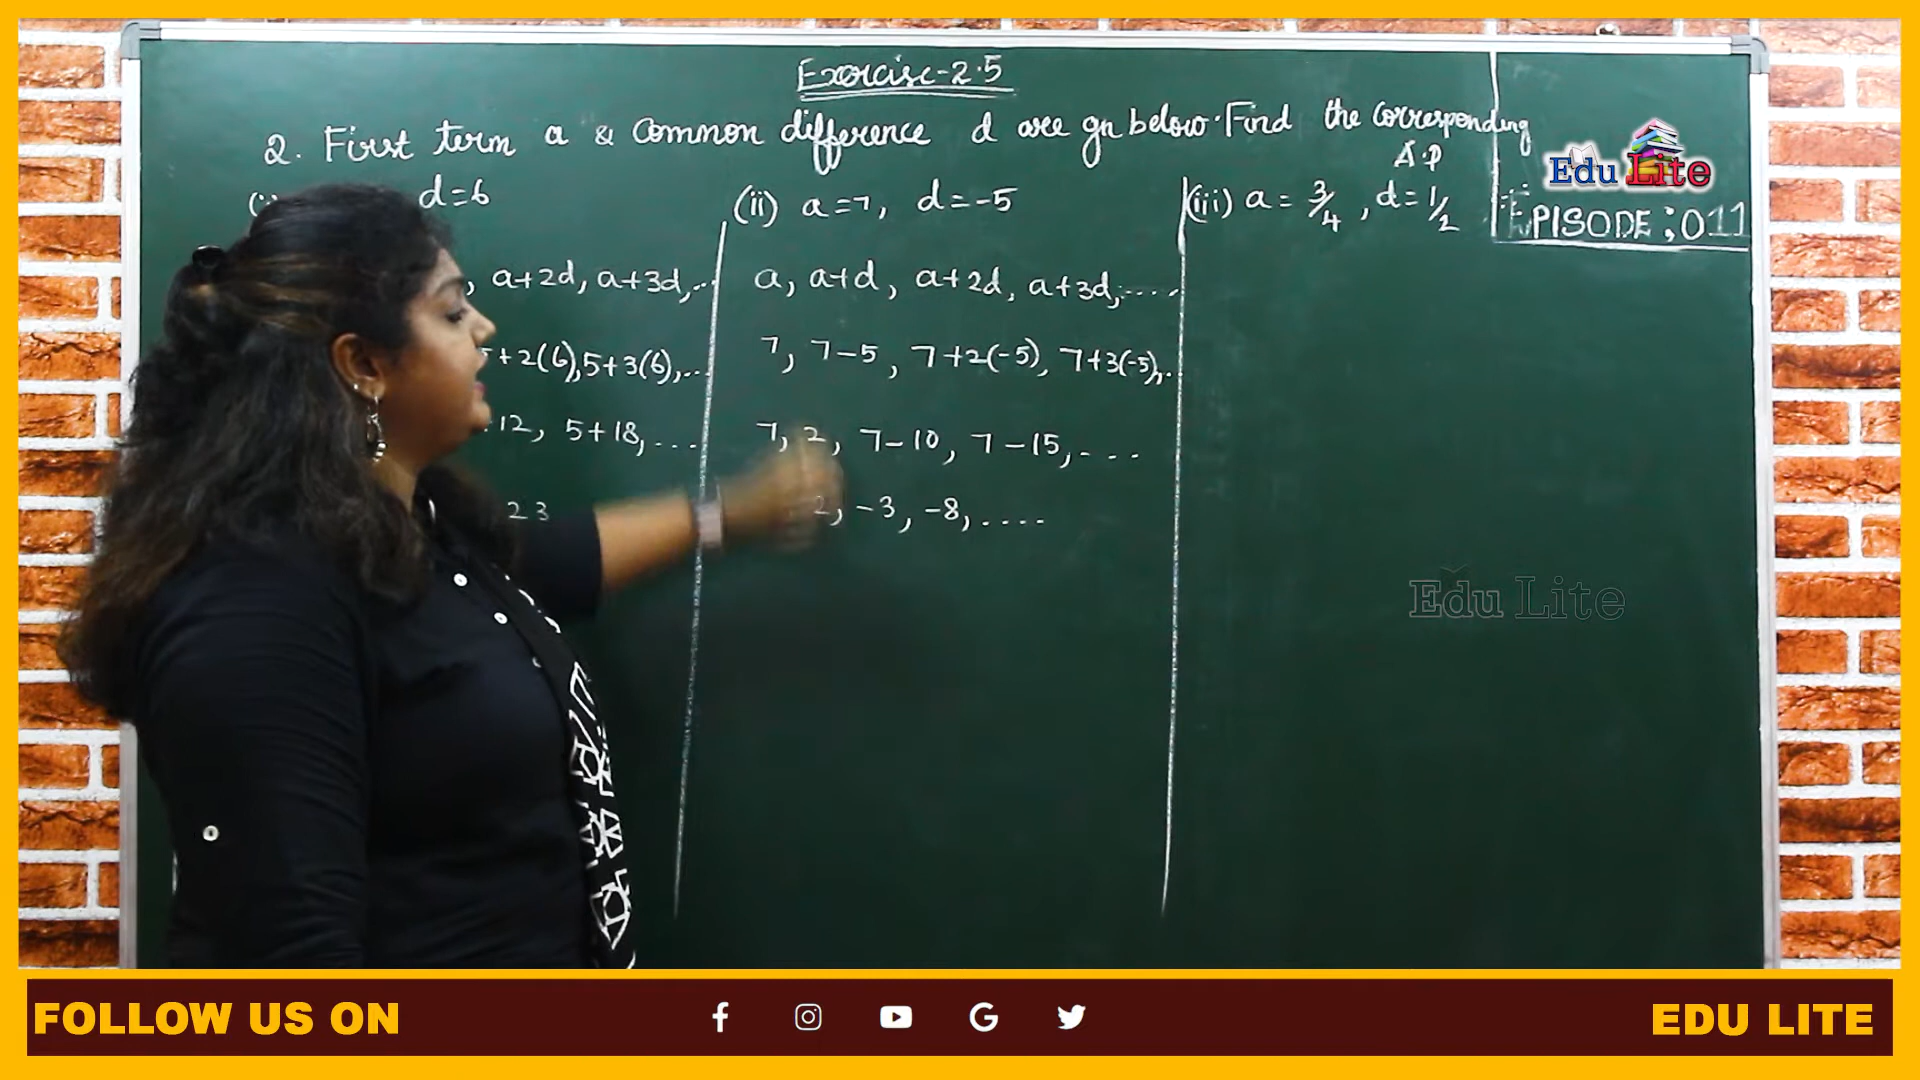 Exercise-2.5
2. First term a & Common difference d are gn below. Find the corresponding
A.P
Edu Lite
EPISODE;011
d=6
, a+2d, a+3d,...
+2(6), 5+3(6),...
12, 5+18, ...
23
(ii) a=7, d=-5
a, a+d, a+2d, a+3d,.....
7, 7-5, 7+2(-5), 7+3(-5),..
7, 2, 7-10, 7-15,....
2, -3, -8, ....
(iii) a = 3/4, d=1/2
Edu Lite
FOLLOW US ON
EDU LITE